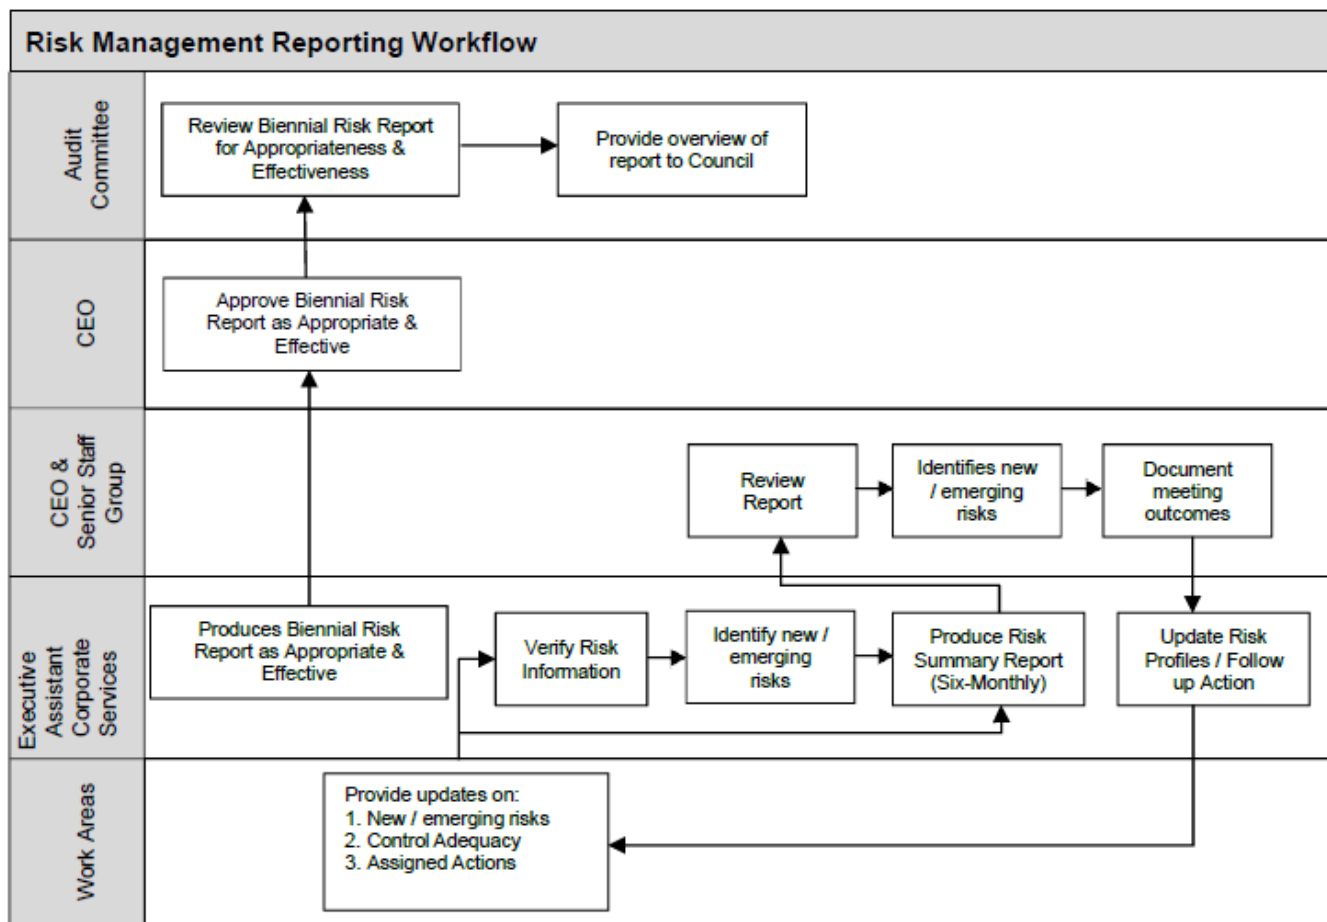 Risk Management Reporting Workflow
Audit
Committee
Review Biennial Risk Report
for Appropriateness &
Effectiveness
Provide overview of
report to Council
CEO
Approve Biennial Risk
Report as Appropriate &
Effective
CEO &
Senior Staff
Group
Review
Report
Identifies new
/ emerging
risks
Document
meeting
outcomes
Executive
Assistant
Corporate
Services
Produces Biennial Risk
Report as Appropriate &
Effective
Verify Risk
Information
Identify new /
emerging
risks
Produce Risk
Summary Report
(Six-Monthly)
Update Risk
Profiles / Follow
up Action
Work Areas
Provide updates on:
1. New / emerging risks
2. Control Adequacy
3. Assigned Actions